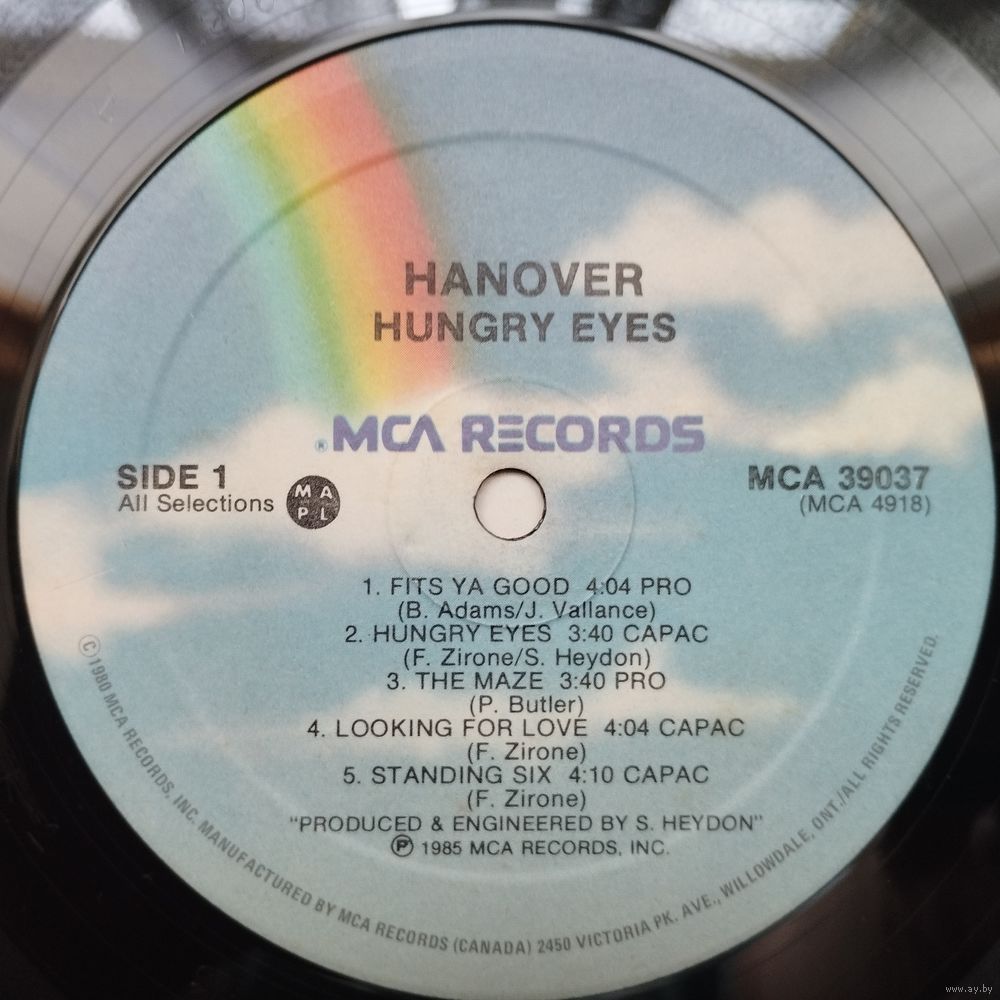 HANOVER
HUNGRY EYES
®MCA RECORDS
SIDE 1
All Selections
M A
P L
MCA 39037
(MCA 4918)
1. FITS YA GOOD 4:04 PRO
(B. Adams/J. Vallance)
2. HUNGRY EYES 3:40 CAPAC
(F. Zirone/S. Heydon)
3. THE MAZE 3:40 PRO
(P. Butler)
4. LOOKING FOR LOVE 4:04 CAPAC
(F. Zirone)
5. STANDING SIX 4:10 CAPAC
(F. Zirone)
"PRODUCED & ENGINEERED BY S. HEYDON"
℗ 1985 MCA RECORDS, INC.
©1980 MCA RECORDS, INC. MANUFACTURED BY MCA RECORDS (CANADA) 2450 VICTORIA PK. AVE., WILLOWDALE, ONT./ALL RIGHTS RESERVED.
www.ay.by